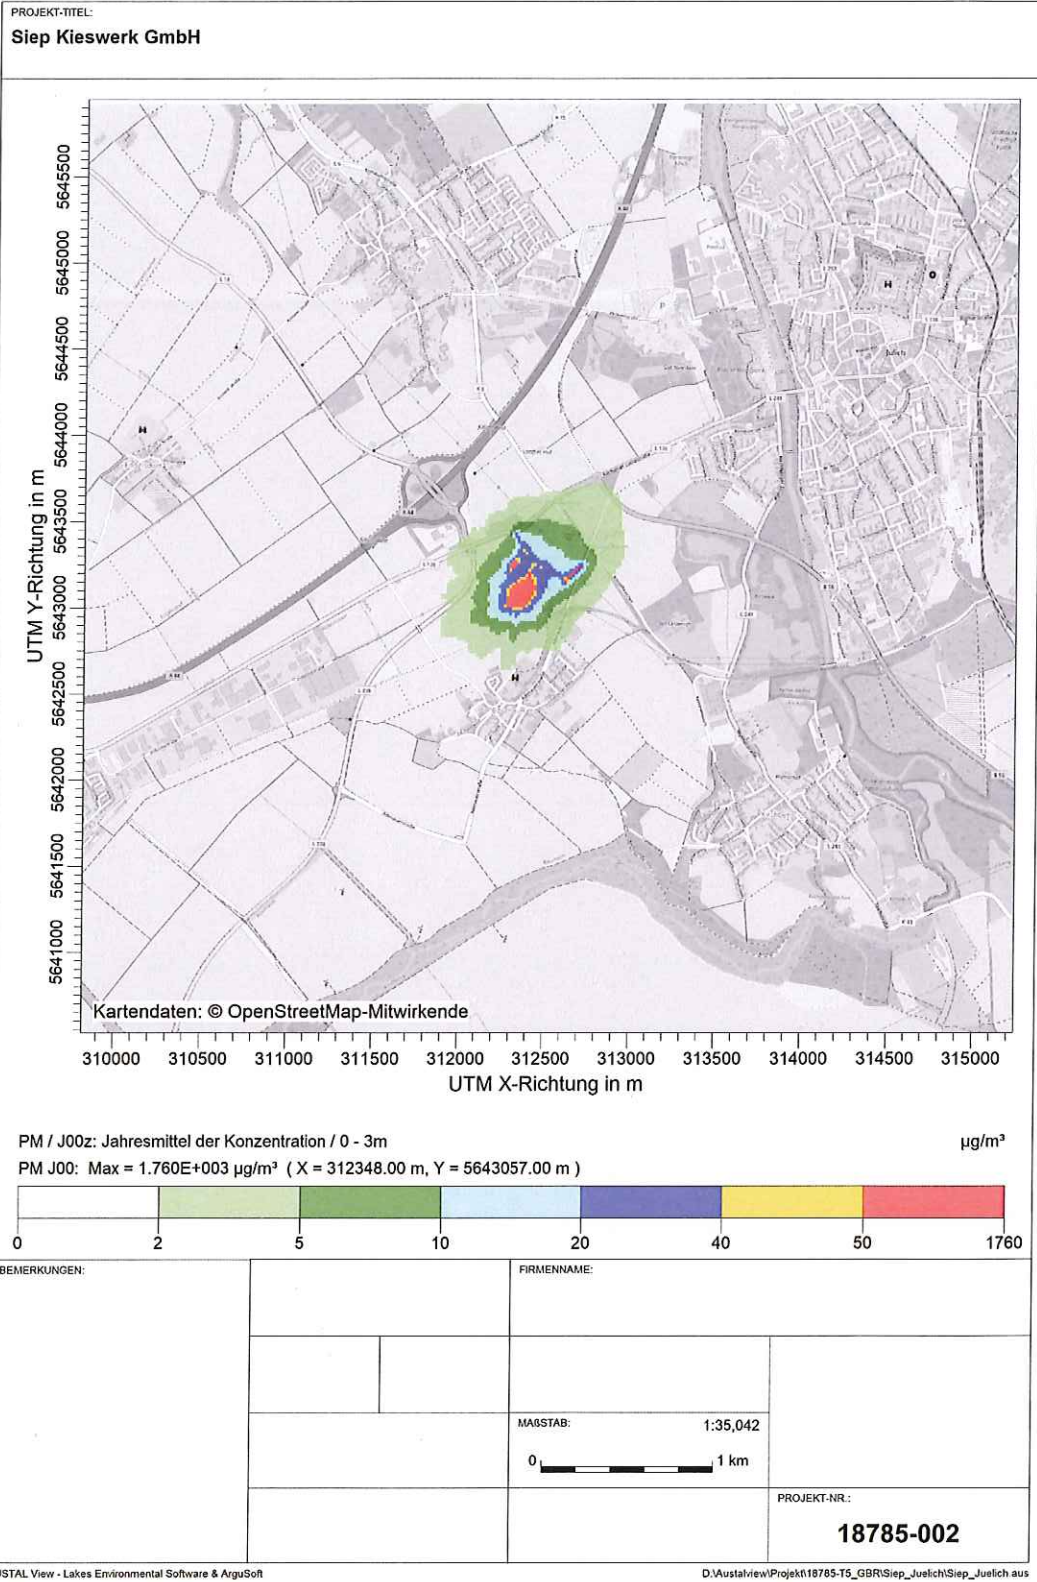 PROJEKT-TITEL:
Siep Kieswerk GmbH
UTM Y-Richtung in m
5645500
5645000
5644500
5644000
5643500
5643000
5642500
5642000
5641500
5641000
H
H
H
Jülich
Kartendaten: © OpenStreetMap-Mitwirkende
310000 310500 311000 311500 312000 312500 313000 313500 314000 314500 315000
UTM X-Richtung in m
PM / J00z: Jahresmittel der Konzentration / 0 - 3m µg/m³
PM J00: Max = 1.760E+003 µg/m³ ( X = 312348.00 m, Y = 5643057.00 m )
0 2 5 10 20 40 50 1760
BEMERKUNGEN:
FIRMENNAME:
MAßSTAB: 1:35,042
0 1 km
PROJEKT-NR.:
18785-002
USTAL View - Lakes Environmental Software & ArguSoft
D:\Austalview\Projekt\18785-T5_GBR\Siep_Juelich\Siep_Juelich.aus